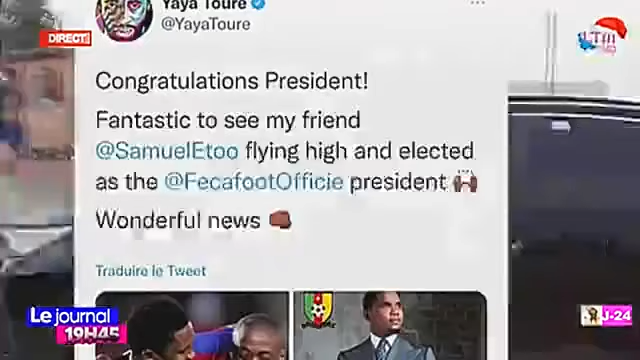 Yaya Toure
@YayaToure
DIRECT
LTM
Congratulations President!
Fantastic to see my friend
@SamuelEtoo flying high and elected
as the @FecafootOfficie president
Wonderful news
Traduire le Tweet
Le journal
19H45
J-24